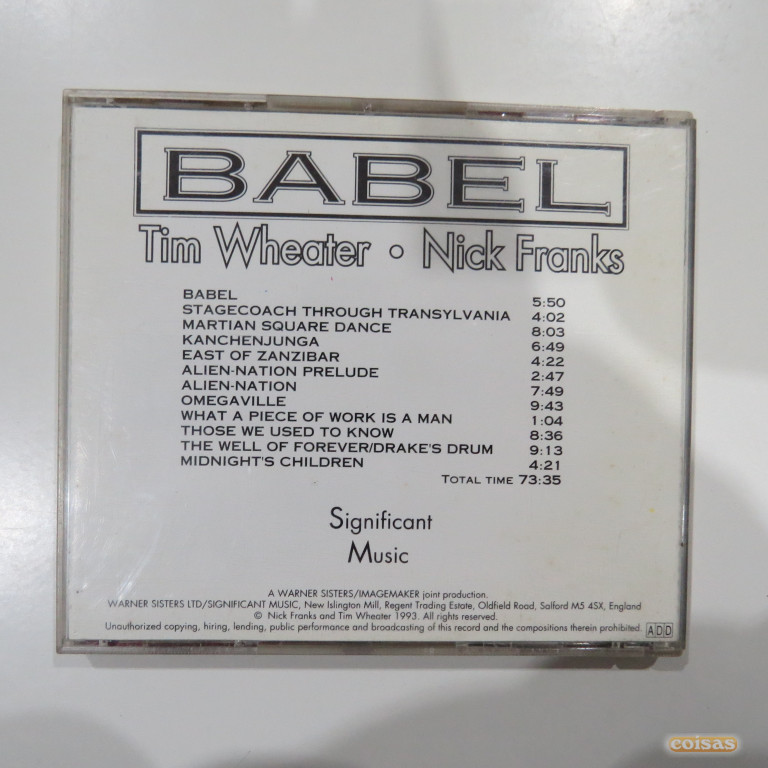 BABEL
Tim Wheater • Nick Franks
BABEL 5:50
STAGECOACH THROUGH TRANSYLVANIA 4:02
MARTIAN SQUARE DANCE 8:03
KANCHENJUNGA 6:49
EAST OF ZANZIBAR 4:22
ALIEN-NATION PRELUDE 2:47
ALIEN-NATION 7:49
OMEGAVILLE 9:43
WHAT A PIECE OF WORK IS A MAN 1:04
THOSE WE USED TO KNOW 8:36
THE WELL OF FOREVER/DRAKE'S DRUM 9:13
MIDNIGHT'S CHILDREN 4:21
TOTAL TIME 73:35
Significant
Music
A WARNER SISTERS/IMAGEMAKER joint production.
WARNER SISTERS LTD/SIGNIFICANT MUSIC, New Islington Mill, Regent Trading Estate, Oldfield Road, Salford M5 4SX, England
© Nick Franks and Tim Wheater 1993. All rights reserved.
Unauthorized copying, hiring, lending, public performance and broadcasting of this record and the compositions therein prohibited. ADD
coisas